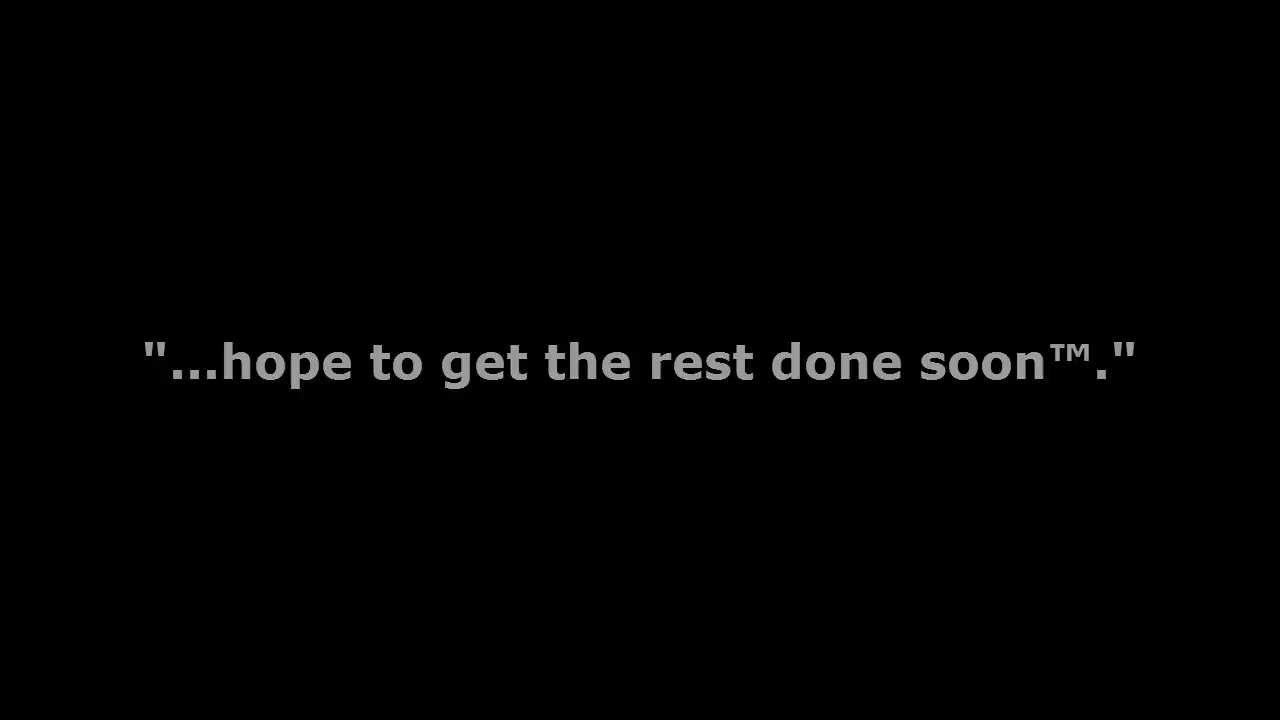 "...hope to get the rest done soon™."